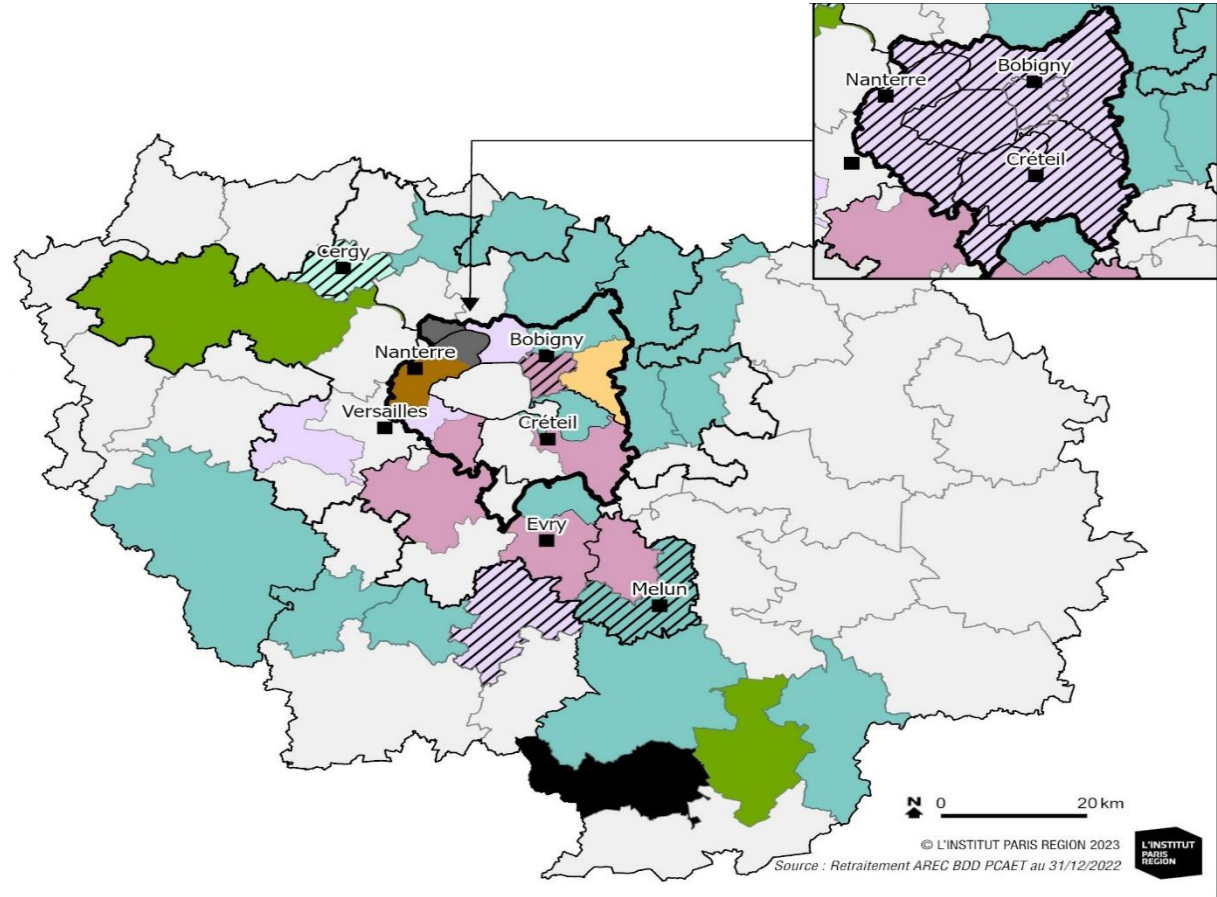 Nanterre
Bobigny
Créteil
Cergy
Nanterre
Bobigny
Versailles
Créteil
Evry
Melun
N 0 20 km
© L'INSTITUT PARIS REGION 2023
Source : Retraitement AREC BDD PCAET au 31/12/2022
L'INSTITUT
PARIS
REGION